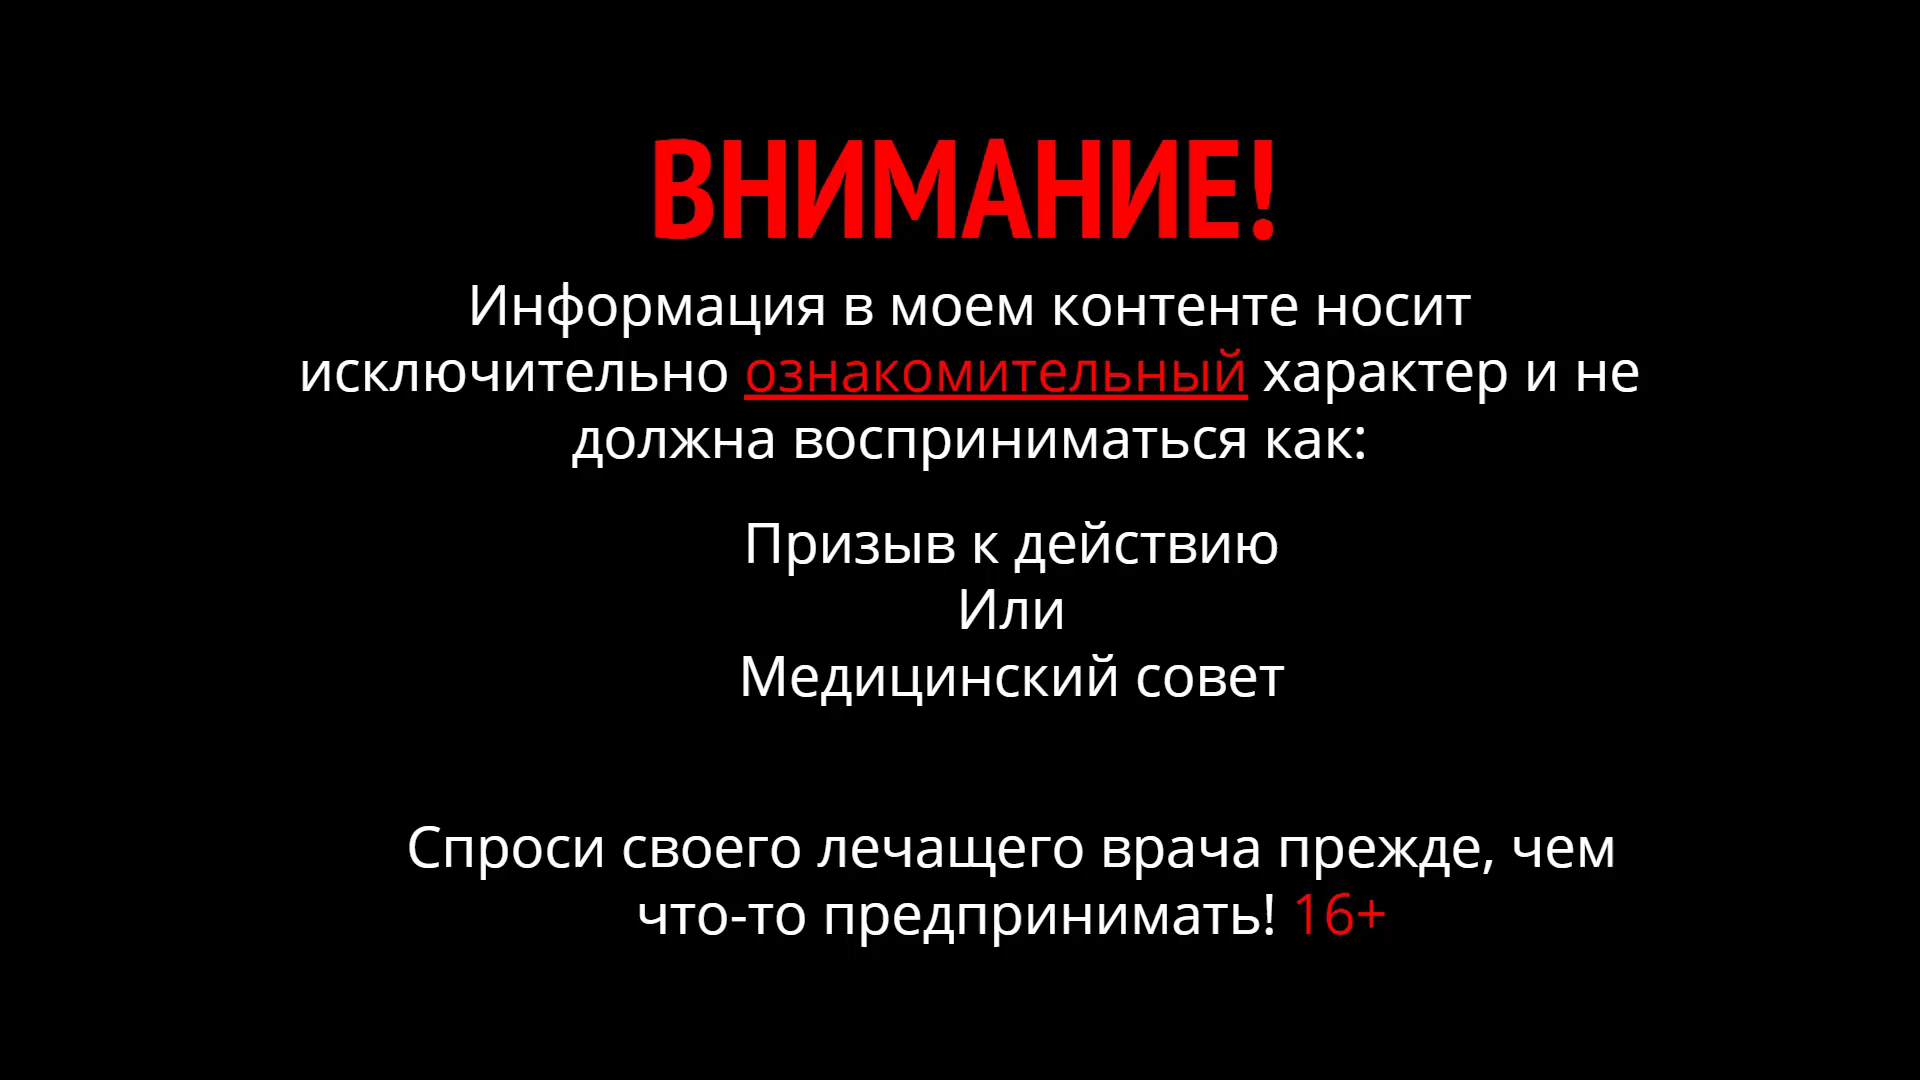 ВНИМАНИЕ!
Информация в моем контенте носит
исключительно ознакомительный характер и не
должна восприниматься как:
Призыв к действию
Или
Медицинский совет
Спроси своего лечащего врача прежде, чем
что-то предпринимать! 16+